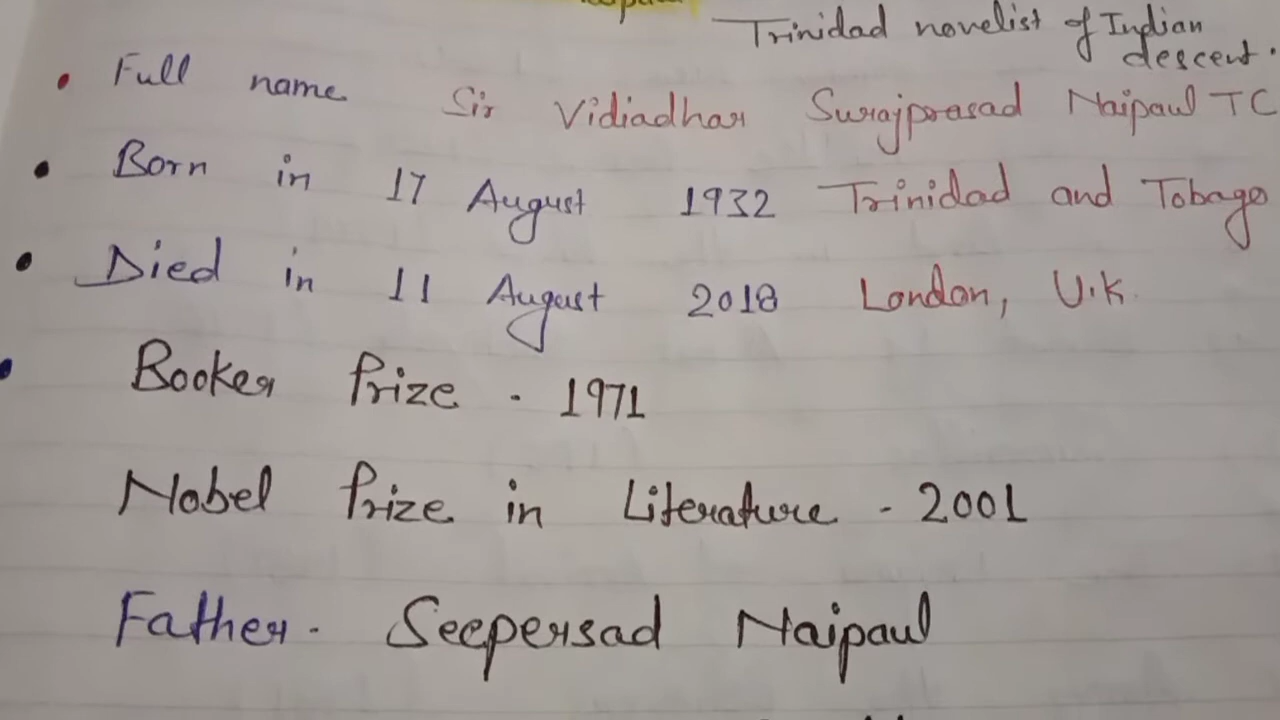 Trinidad novelist of Indian
descent.
• Full name Sir Vidiadhar Surajprasad Naipaul TC
• Born in 17 August 1932 Trinidad and Tobago
• Died in 11 August 2018 London, U.K.
• Booker Prize - 1971
Nobel Prize in Literature - 2001
Father - Seepersad Naipaul